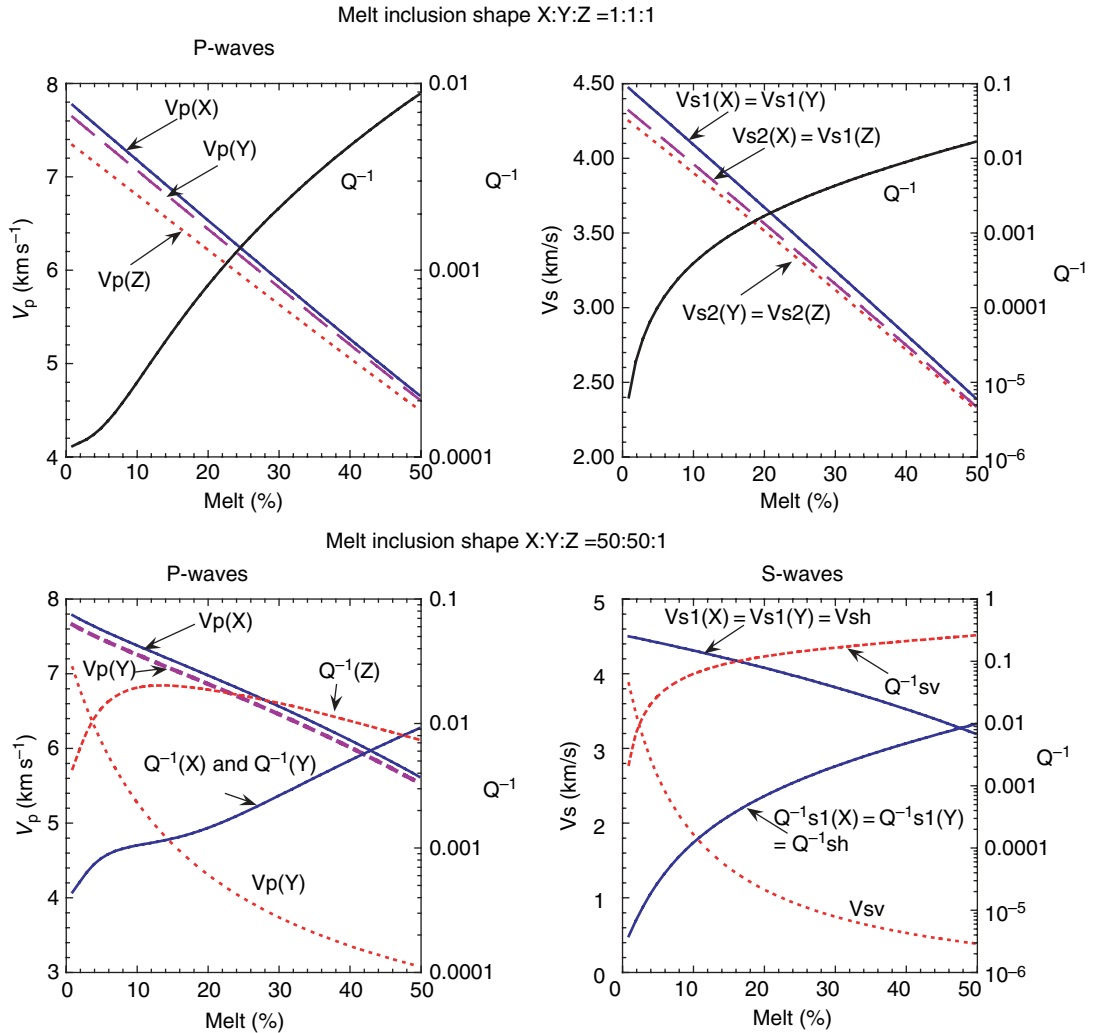 Melt inclusion shape X:Y:Z =1:1:1
P-waves
8
7
6
5
4
V_p (km s⁻¹)
0 10 20 30 40 50
Melt (%)
0.01
0.001
0.0001
Q⁻¹
Vp(X)
Vp(Y)
Vp(Z)
Q⁻¹
4.50
4.00
3.50
3.00
2.50
2.00
Vs (km/s)
0 10 20 30 40 50
Melt (%)
0.1
0.01
0.001
0.0001
10⁻⁵
10⁻⁶
Q⁻¹
Vs1(X) = Vs1(Y)
Vs2(X) = Vs1(Z)
Q⁻¹
Vs2(Y) = Vs2(Z)
Melt inclusion shape X:Y:Z =50:50:1
P-waves
8
7
6
5
4
3
V_p (km s⁻¹)
0 10 20 30 40 50
Melt (%)
0.1
0.01
0.001
0.0001
Q⁻¹
Vp(X)
Vp(Y)
Q⁻¹(Z)
Q⁻¹(X) and Q⁻¹(Y)
Vp(Y)
S-waves
5
4
3
2
1
0
Vs (km/s)
0 10 20 30 40 50
Melt (%)
1
0.1
0.01
0.001
0.0001
10⁻⁵
10⁻⁶
Q⁻¹
Vs1(X) = Vs1(Y) = Vsh
Q⁻¹sv
Q⁻¹s1(X) = Q⁻¹s1(Y)
= Q⁻¹sh
Vsv